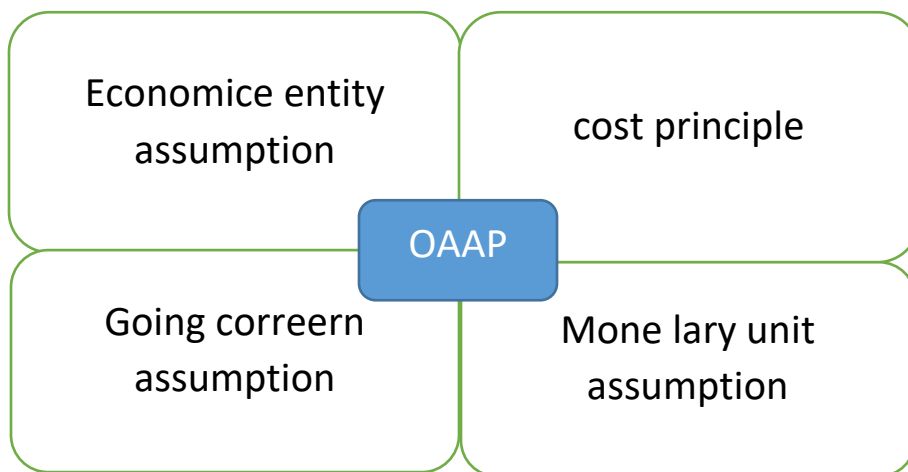 Economice entity
assumption
cost principle
OAAP
Going correern
assumption
Mone lary unit
assumption